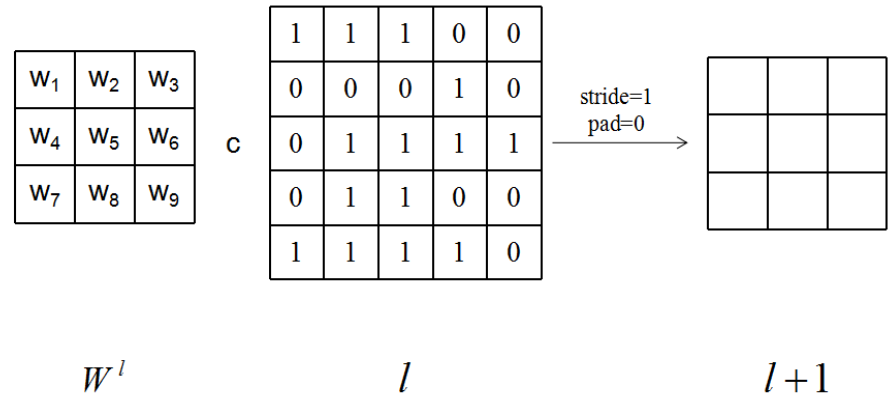 W₁ W₂ W₃
W₄ W₅ W₆
W₇ W₈ W₉
c
1 1 1 0 0
0 0 0 1 0
0 1 1 1 1
0 1 1 0 0
1 1 1 1 0
stride=1
pad=0
Wˡ
l
l+1